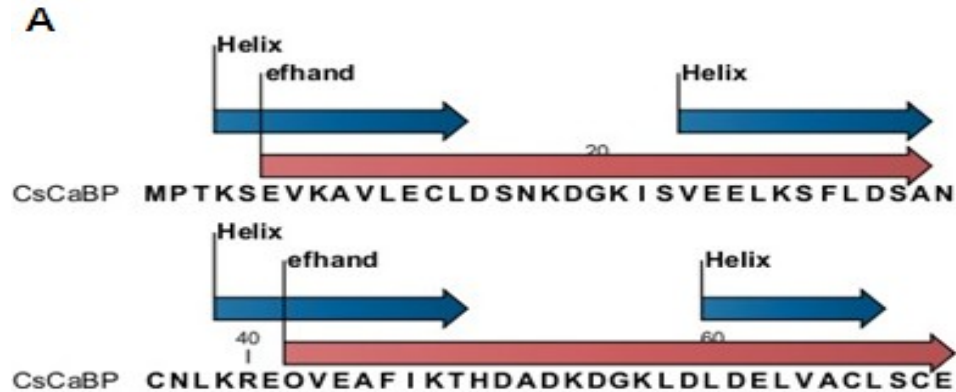 A
Helix
efhand
Helix
20
CsCaBP MPTKSEVKAVLECLDSNKDGKISVEELKSFLDSAN
Helix
efhand
Helix
40
60
CsCaBP CNLKREOVEAFIKTHDADKDGKLDLDELVACLSCE